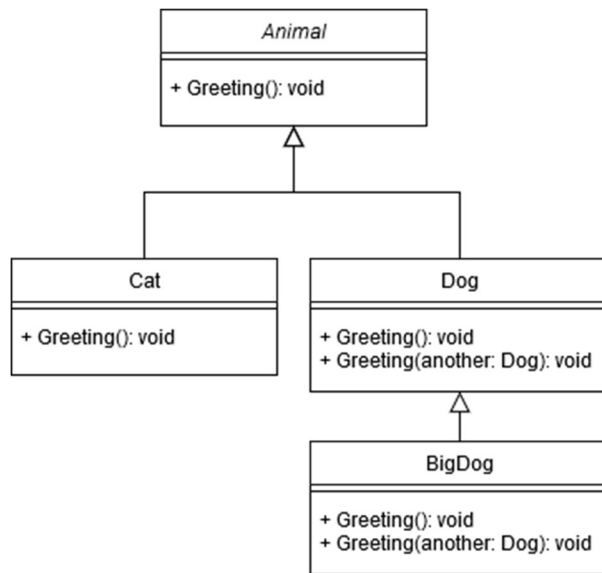 Animal
+ Greeting(): void
Cat
+ Greeting(): void
Dog
+ Greeting(): void
+ Greeting(another: Dog): void
BigDog
+ Greeting(): void
+ Greeting(another: Dog): void